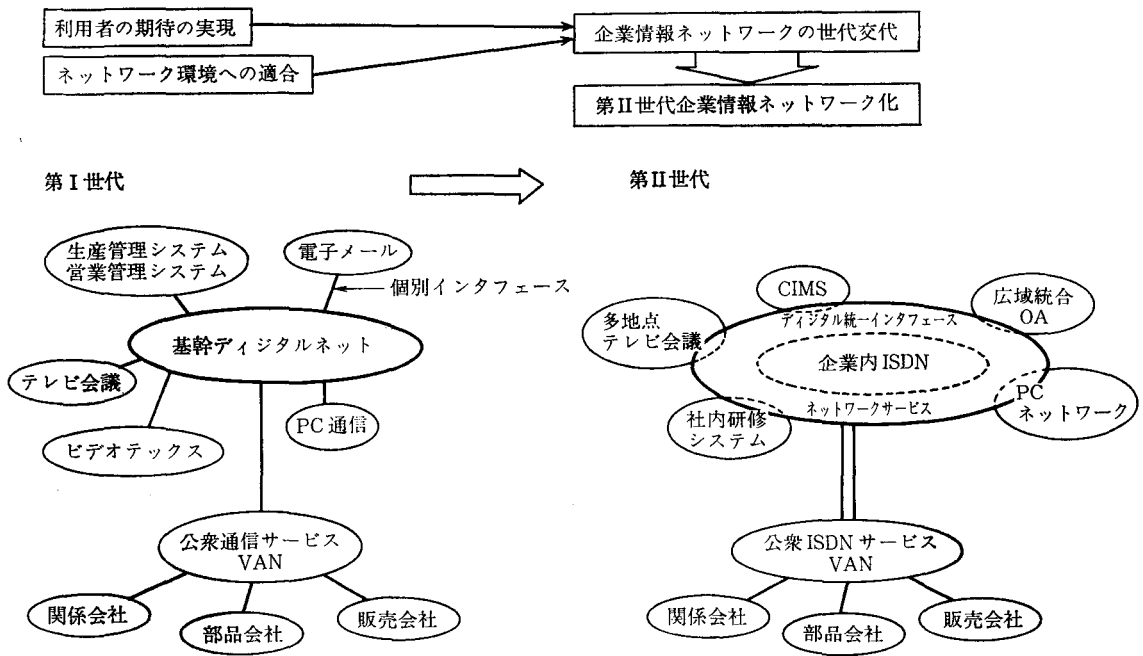 利用者の期待の実現
企業情報ネットワークの世代交代
ネットワーク環境への適合
第II世代企業情報ネットワーク化
第I世代
第II世代
生産管理システム
営業管理システム
電子メール
個別インタフェース
基幹ディジタルネット
テレビ会議
PC通信
ビデオテックス
公衆通信サービス
VAN
関係会社
部品会社
販売会社
CIMS
広域統合
OA
多地点
テレビ会議
ディジタル統一インタフェース
企業内ISDN
ネットワークサービス
PC
ネットワーク
社内研修
システム
公衆ISDNサービス
VAN
関係会社
部品会社
販売会社